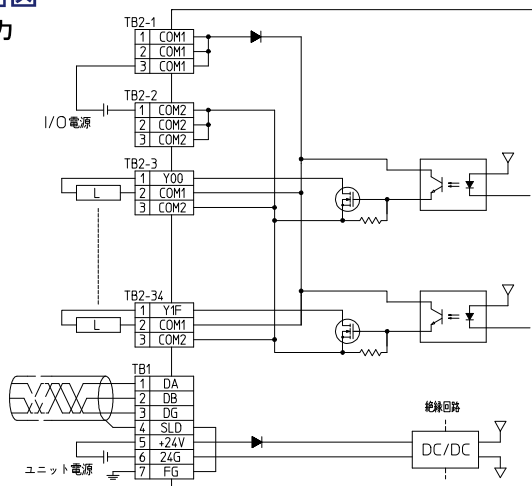 力
TB2-1
1 COM1
2 COM1
3 COM1
TB2-2
1 COM2
2 COM2
3 COM2
I/O電源
TB2-3
1 Y00
2 COM1
3 COM2
L
TB2-34
1 Y1F
2 COM1
3 COM2
L
TB1
1 DA
2 DB
3 DG
4 SLD
5 +24V
6 24G
7 FG
ユニット電源
絶縁回路
DC/DC